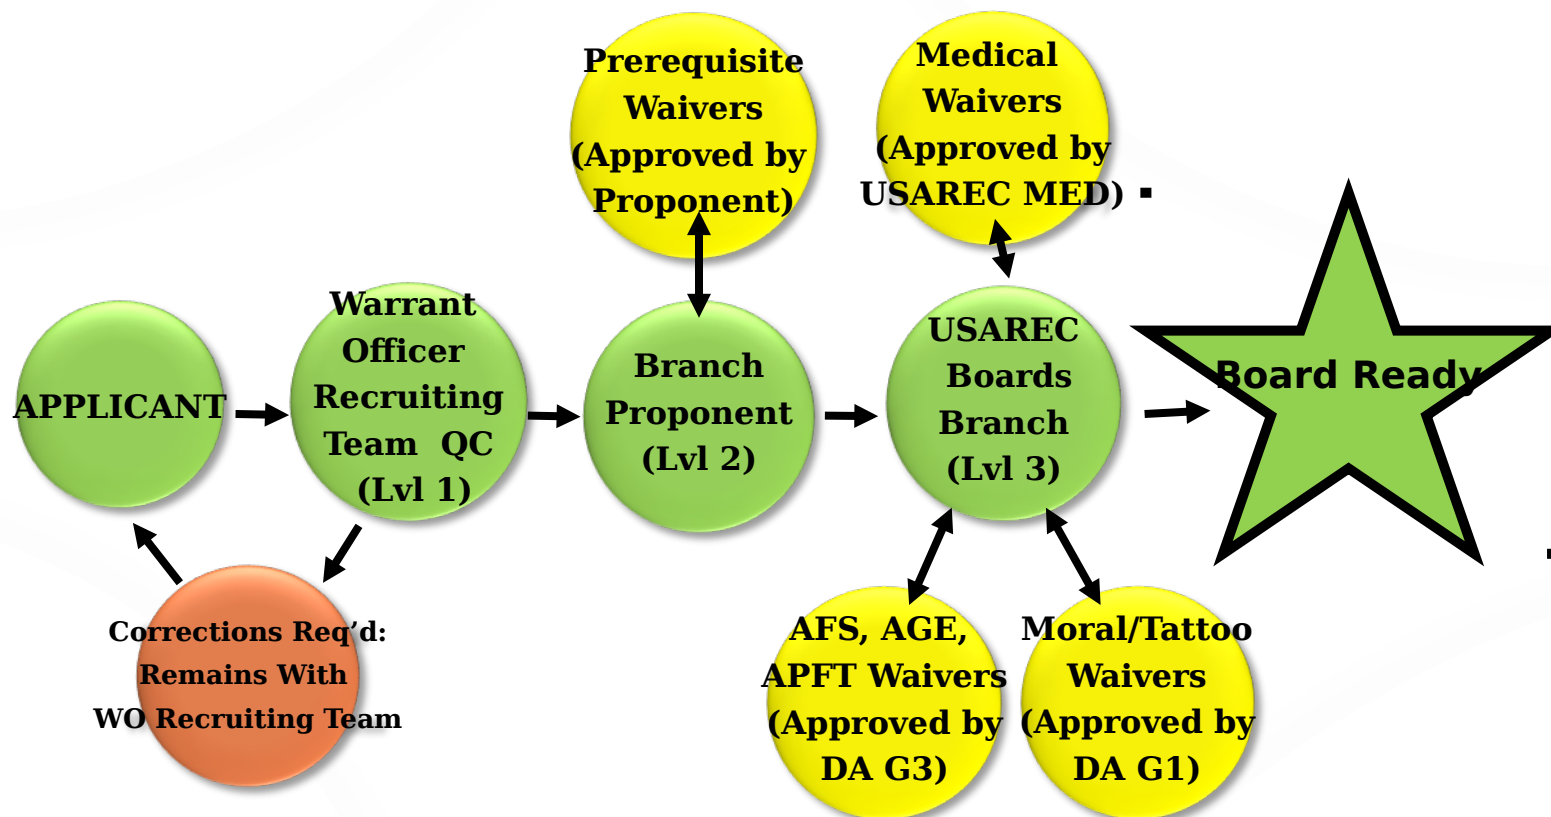 Prerequisite
Waivers
(Approved by
Proponent)
Medical
Waivers
(Approved by
USAREC MED)
APPLICANT
Warrant
Officer
Recruiting
Team QC
(Lvl 1)
Branch
Proponent
(Lvl 2)
USAREC
Boards
Branch
(Lvl 3)
Board Ready
Corrections Req’d:
Remains With
WO Recruiting Team
AFS, AGE,
APFT Waivers
(Approved by
DA G3)
Moral/Tattoo
Waivers
(Approved by
DA G1)